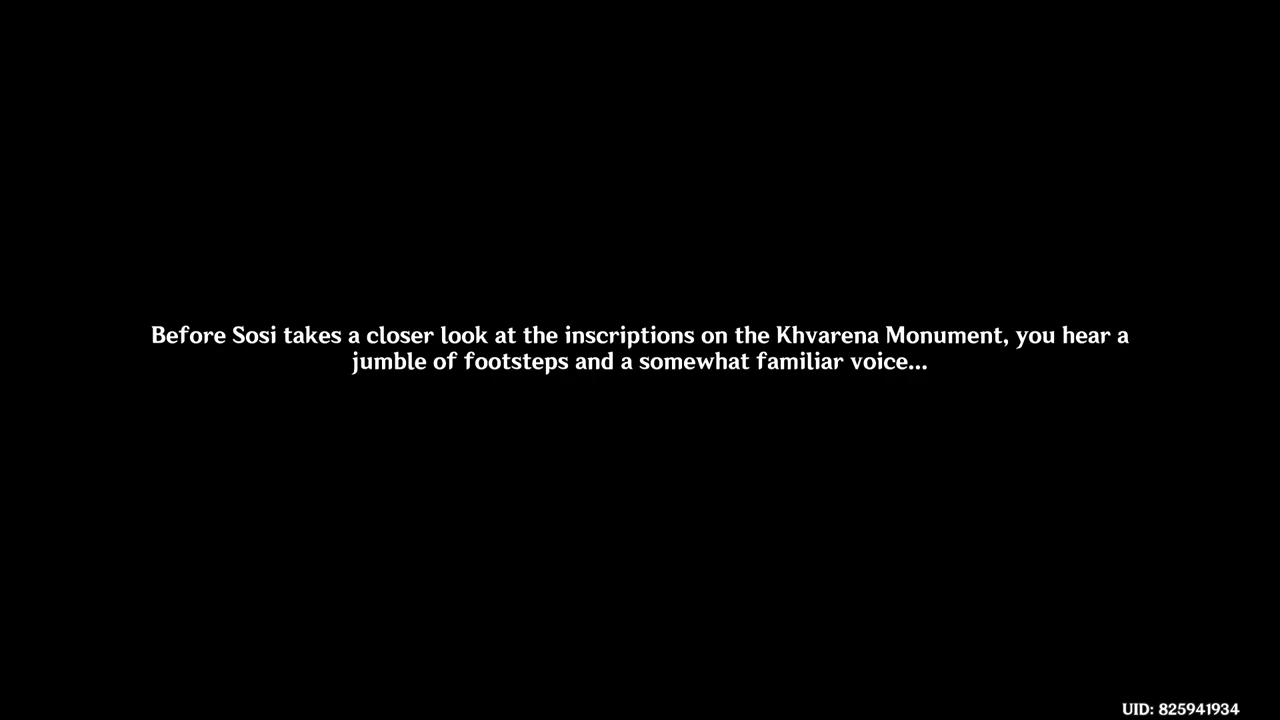 Before Sosi takes a closer look at the inscriptions on the Khvarena Monument, you hear a
jumble of footsteps and a somewhat familiar voice...
UID: 825941934